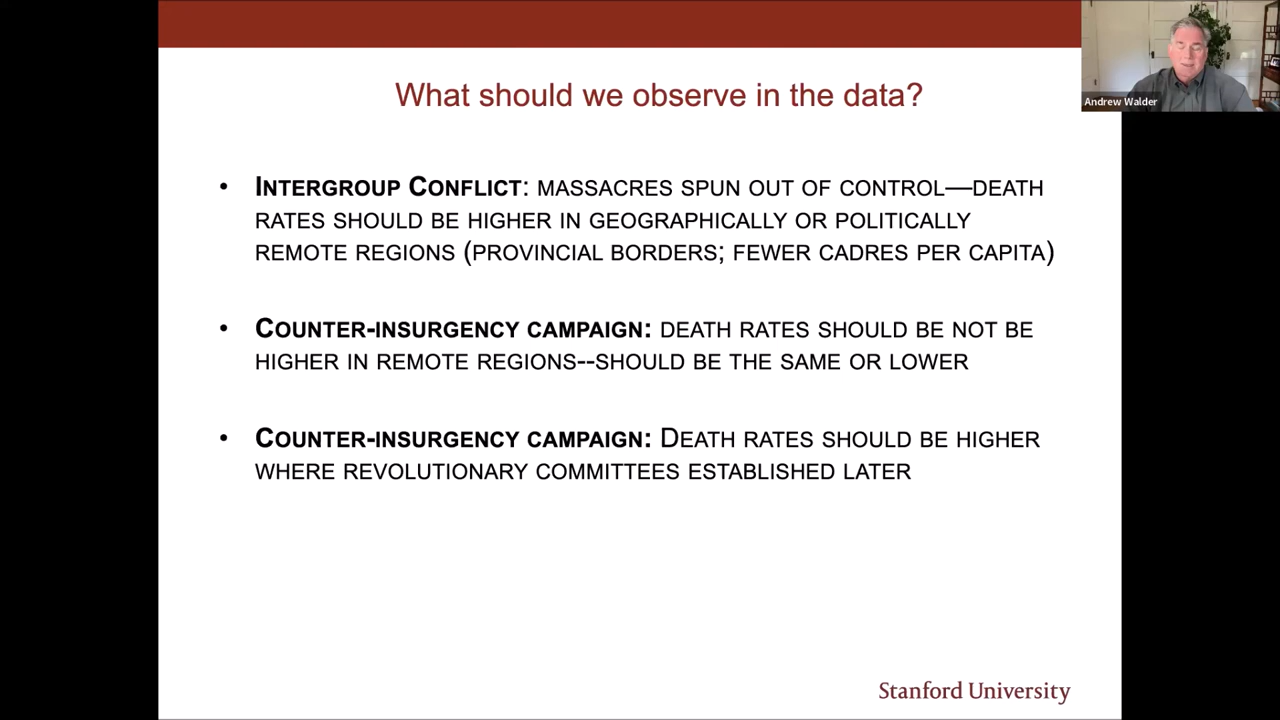 What should we observe in the data?
Andrew Walder
• INTERGROUP CONFLICT: MASSACRES SPUN OUT OF CONTROL—DEATH
RATES SHOULD BE HIGHER IN GEOGRAPHICALLY OR POLITICALLY
REMOTE REGIONS (PROVINCIAL BORDERS; FEWER CADRES PER CAPITA)
• COUNTER-INSURGENCY CAMPAIGN: DEATH RATES SHOULD BE NOT BE
HIGHER IN REMOTE REGIONS--SHOULD BE THE SAME OR LOWER
• COUNTER-INSURGENCY CAMPAIGN: DEATH RATES SHOULD BE HIGHER
WHERE REVOLUTIONARY COMMITTEES ESTABLISHED LATER
Stanford University